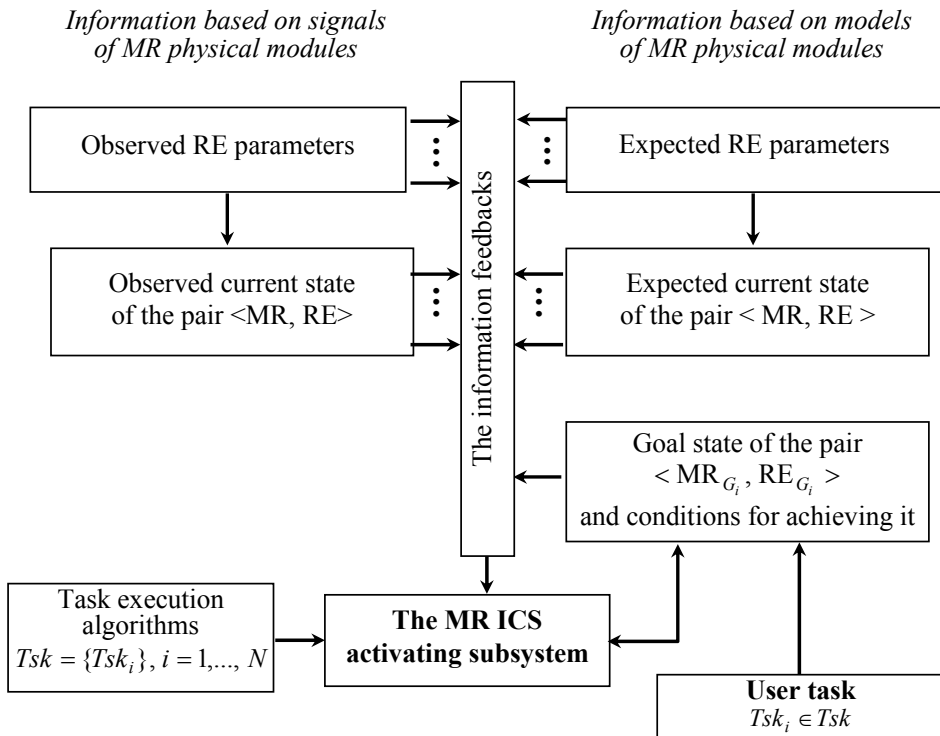 Information based on signals
of MR physical modules
Information based on models
of MR physical modules
Observed RE parameters
Expected RE parameters
The information feedbacks
Observed current state
of the pair <MR, RE>
Expected current state
of the pair < MR, RE >
Goal state of the pair
< MR_{G_i}, RE_{G_i} >
and conditions for achieving it
Task execution
algorithms
Tsk = {Tsk_i}, i = 1,..., N
The MR ICS
activating subsystem
User task
Tsk_i ∈ Tsk